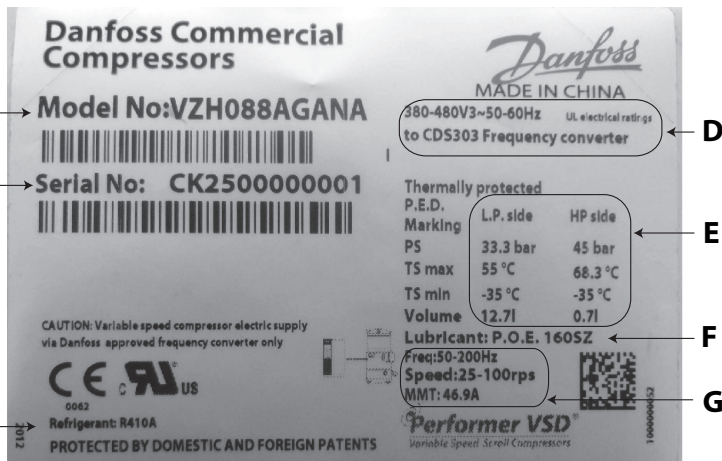 Danfoss Commercial
Compressors
Danfoss
MADE IN CHINA
Model No:VZH088AGANA
380-480V3~50-60Hz UL electrical ratings
to CDS303 Frequency converter
D
Serial No: CK2500000001
Thermally protected
P.E.D.
Marking L.P. side HP side
PS 33.3 bar 45 bar
TS max 55 °C 68.3 °C
TS min -35 °C -35 °C
Volume 12.7l 0.7l
E
Lubricant: P.O.E. 160SZ
F
Freq:50-200Hz
Speed:25-100rps
MMT: 46.9A
G
CAUTION: Variable speed compressor electric supply
via Danfoss approved frequency converter only
CE c RU US
0062
Refrigerant: R410A
2012
PROTECTED BY DOMESTIC AND FOREIGN PATENTS
Performer VSD®
Variable Speed Scroll Compressors